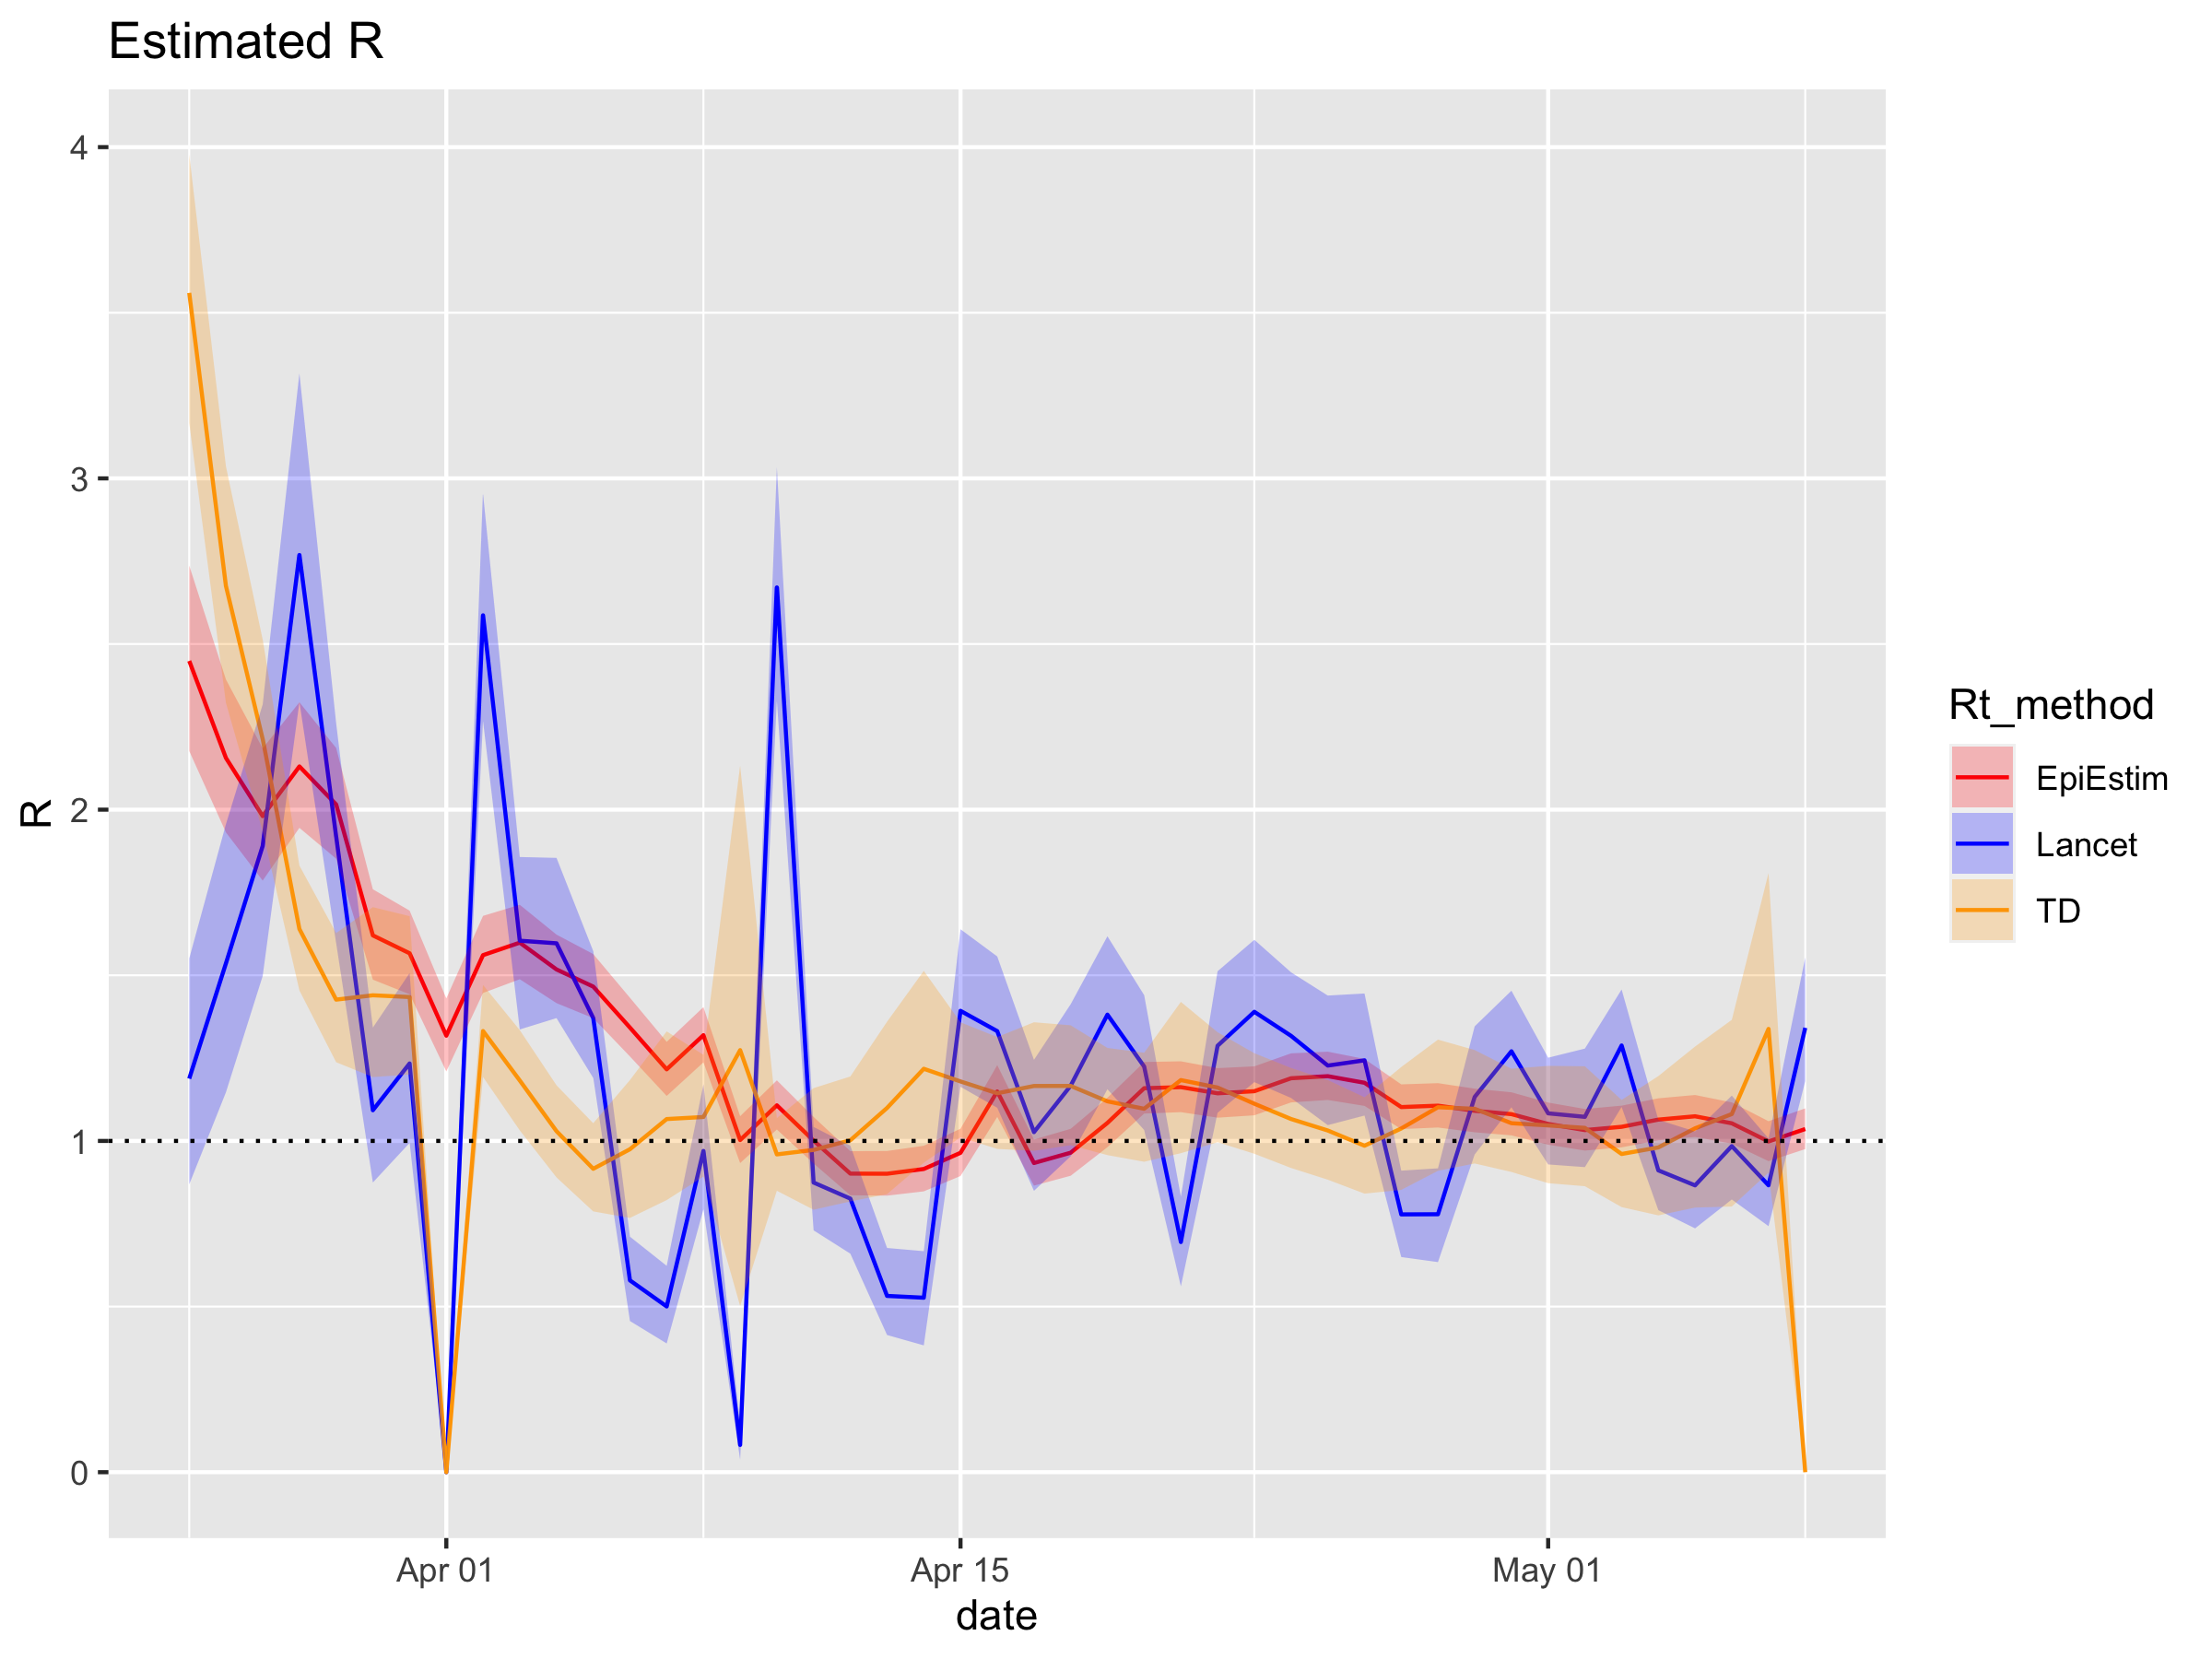 Estimated R
4
3
2
1
0
R
Apr 01
Apr 15
May 01
date
Rt_method
EpiEstim
Lancet
TD